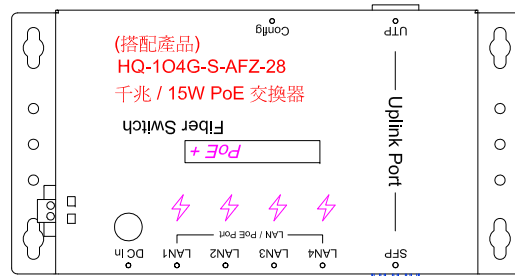 Config
UTP
(搭配產品)
HQ-1O4G-S-AFZ-28
千兆 / 15W PoE 交換器
Fiber Switch
PoE +
Uplink Port
LAN / PoE Port
DC In
LAN1
LAN2
LAN3
LAN4
SFP